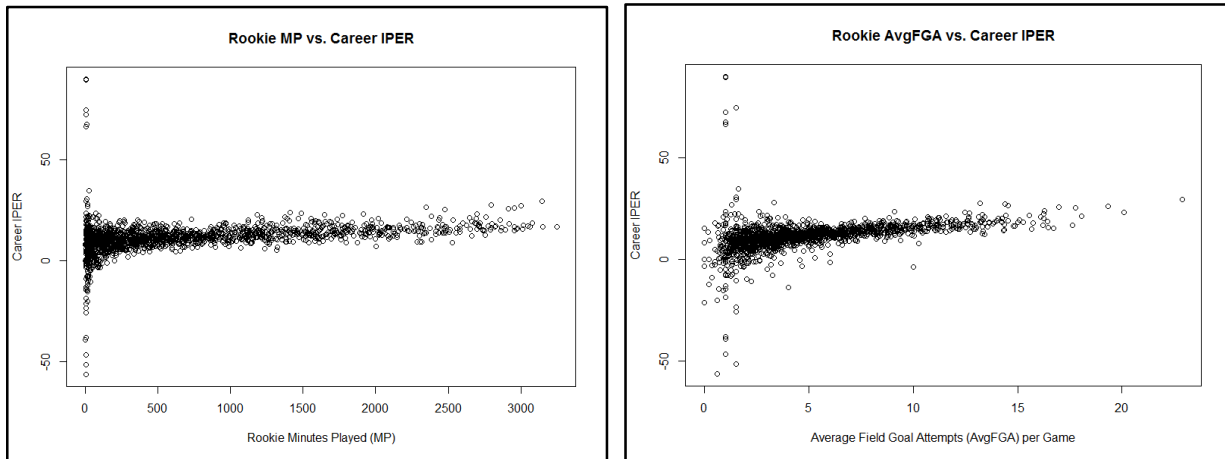 Rookie MP vs. Career IPER
Career IPER
50
0
-50
0 500 1000 1500 2000 2500 3000
Rookie Minutes Played (MP)
Rookie AvgFGA vs. Career IPER
Career IPER
50
0
-50
0 5 10 15 20
Average Field Goal Attempts (AvgFGA) per Game